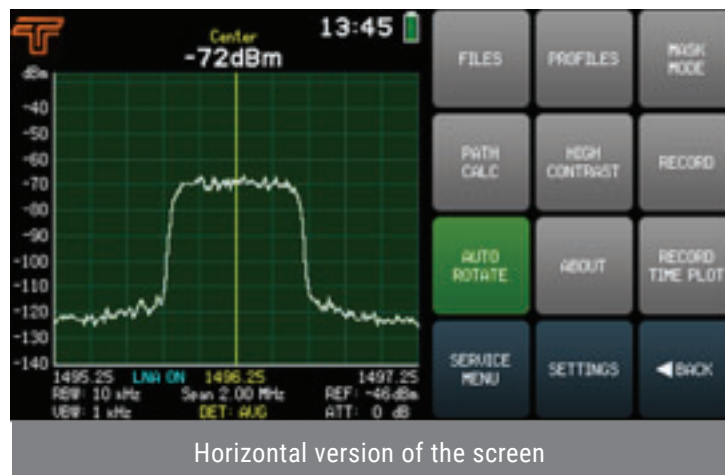 Center
13:45
-72dBm
dBm
-40
-50
-60
-70
-80
-90
-100
-110
-120
-130
-140
1495.25 LNA ON 1496.25 1497.25
RBW: 10 kHz Span 2.00 MHz REF: -46dBm
VBW: 1 kHz DET: AVG ATT: 0 dB
FILES PROFILES MASK MODE
PATH CALC HIGH CONTRAST RECORD
AUTO ROTATE ABOUT RECORD TIME PLOT
SERVICE MENU SETTINGS BACK
Horizontal version of the screen